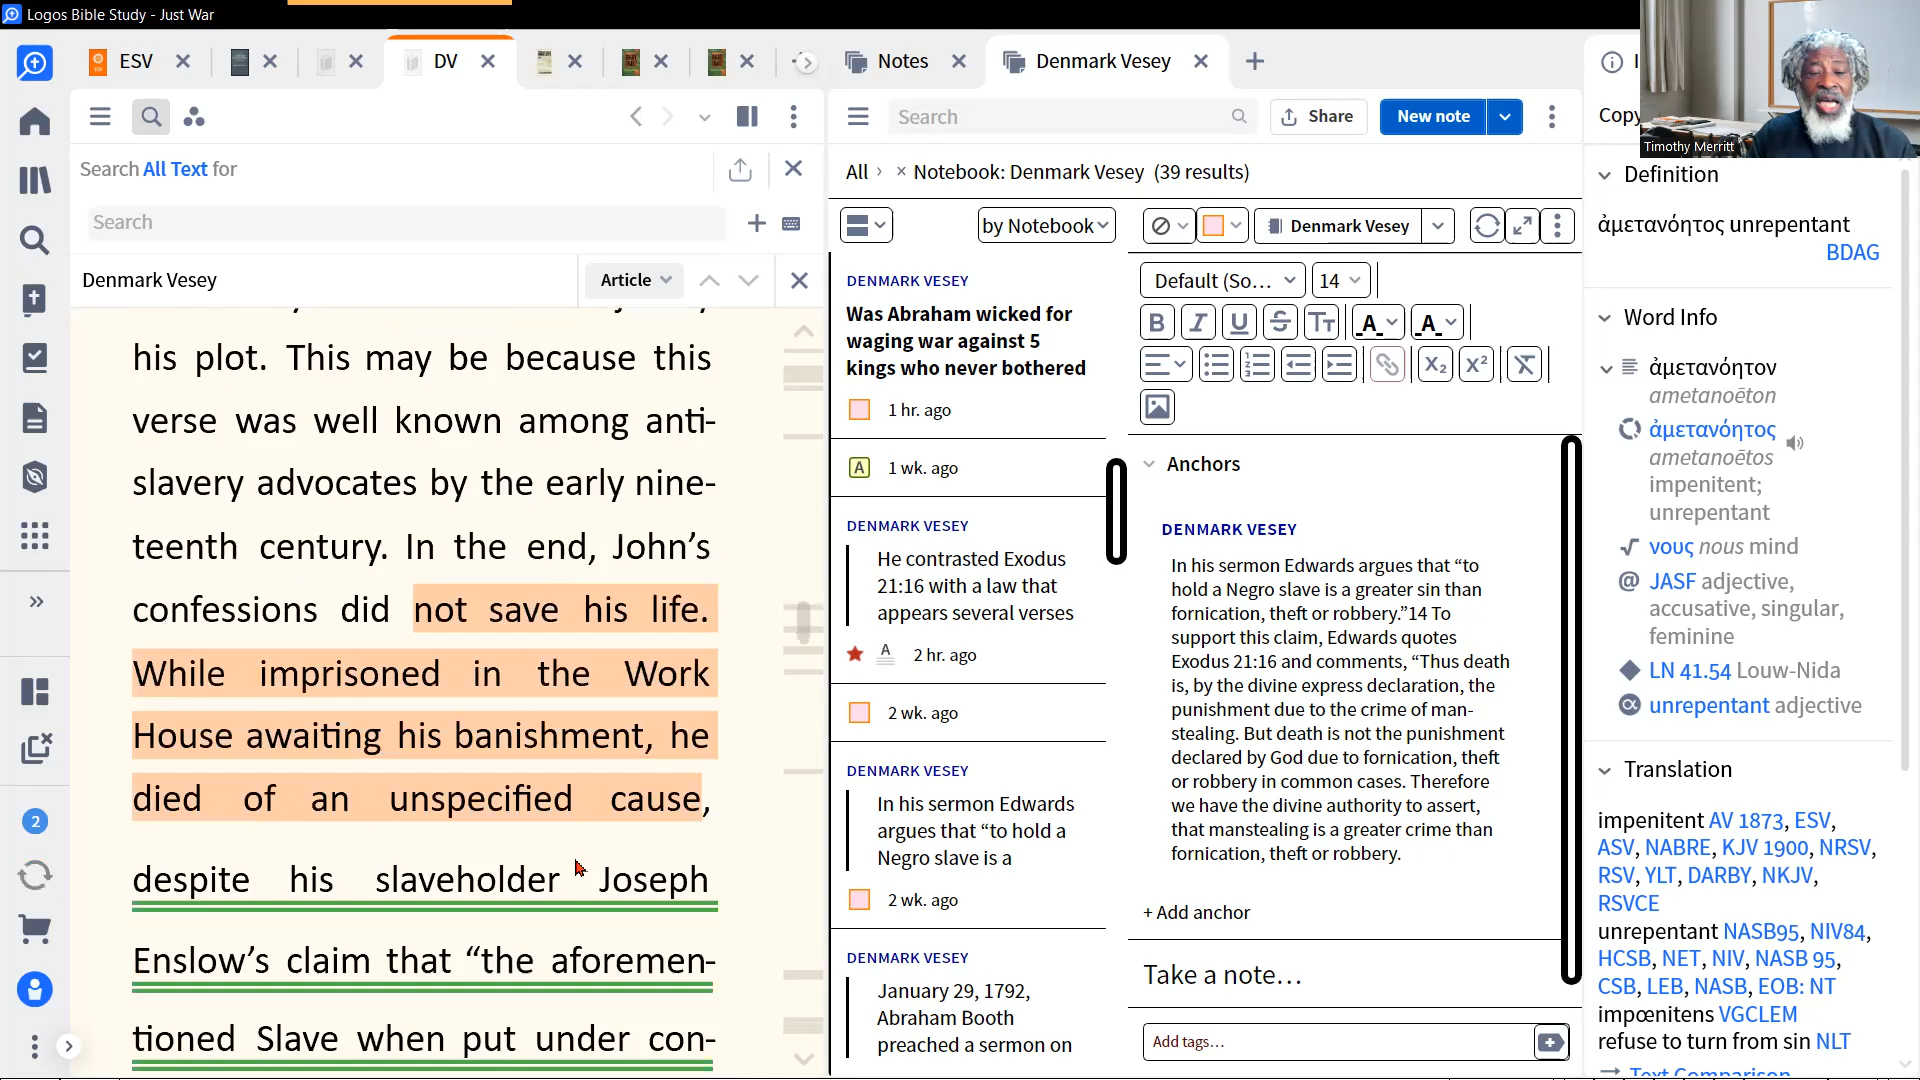 Logos Bible Study - Just War
ESV
DV
Notes
Denmark Vesey
Search
Share
New note
Copy
Timothy Merritt
Search All Text for
Search
Denmark Vesey
Article
his plot. This may be because this
verse was well known among anti-
slavery advocates by the early nine-
teenth century. In the end, John’s
confessions did not save his life.
While imprisoned in the Work
House awaiting his banishment, he
died of an unspecified cause,
despite his slaveholder Joseph
Enslow’s claim that “the aforemen-
tioned Slave when put under con-
2
All › × Notebook: Denmark Vesey (39 results)
by Notebook
Denmark Vesey
DENMARK VESEY
Was Abraham wicked for
waging war against 5
kings who never bothered
1 hr. ago
A 1 wk. ago
DENMARK VESEY
He contrasted Exodus
21:16 with a law that
appears several verses
A 2 hr. ago
2 wk. ago
DENMARK VESEY
In his sermon Edwards
argues that “to hold a
Negro slave is a
2 wk. ago
DENMARK VESEY
January 29, 1792,
Abraham Booth
preached a sermon on
Default (So... 14
B I U S Tт A A
X₂ X²
Anchors
DENMARK VESEY
In his sermon Edwards argues that “to
hold a Negro slave is a greater sin than
fornication, theft or robbery.”14 To
support this claim, Edwards quotes
Exodus 21:16 and comments, “Thus death
is, by the divine express declaration, the
punishment due to the crime of man-
stealing. But death is not the punishment
declared by God due to fornication, theft
or robbery in common cases. Therefore
we have the divine authority to assert,
that manstealing is a greater crime than
fornication, theft or robbery.
+ Add anchor
Take a note…
Add tags…
Definition
ἀμετανόητος unrepentant
BDAG
Word Info
ἀμετανόητον
ametanoēton
ἀμετανόητος
ametanoētos
impenitent;
unrepentant
νους nous mind
@ JASF adjective,
accusative, singular,
feminine
LN 41.54 Louw-Nida
unrepentant adjective
Translation
impenitent AV 1873, ESV,
ASV, NABRE, KJV 1900, NRSV,
RSV, YLT, DARBY, NKJV,
RSVCE
unrepentant NASB95, NIV84,
HCSB, NET, NIV, NASB 95,
CSB, LEB, NASB, EOB: NT
impœnitens VGCLEM
refuse to turn from sin NLT
Text Comparison